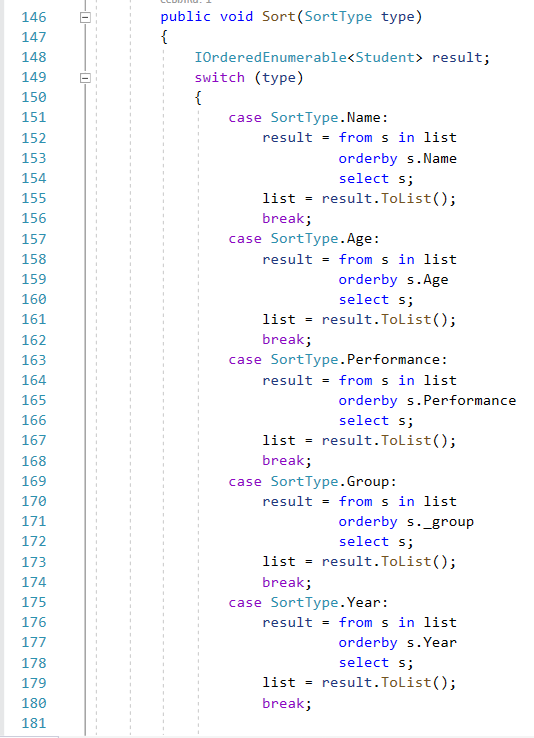 146 public void Sort(SortType type)
147 {
148 IOrderedEnumerable<Student> result;
149 switch (type)
150 {
151 case SortType.Name:
152 result = from s in list
153 orderby s.Name
154 select s;
155 list = result.ToList();
156 break;
157 case SortType.Age:
158 result = from s in list
159 orderby s.Age
160 select s;
161 list = result.ToList();
162 break;
163 case SortType.Performance:
164 result = from s in list
165 orderby s.Performance
166 select s;
167 list = result.ToList();
168 break;
169 case SortType.Group:
170 result = from s in list
171 orderby s._group
172 select s;
173 list = result.ToList();
174 break;
175 case SortType.Year:
176 result = from s in list
177 orderby s.Year
178 select s;
179 list = result.ToList();
180 break;
181